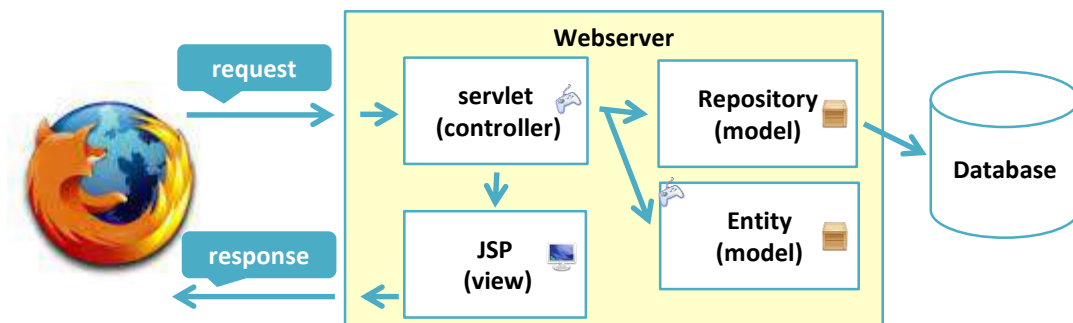 Webserver
request
servlet
(controller)
Repository
(model)
Database
JSP
(view)
Entity
(model)
response